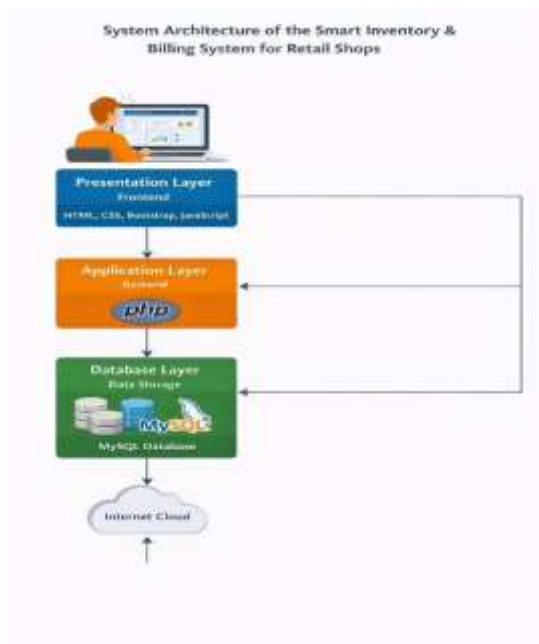 System Architecture of the Smart Inventory &
Billing System for Retail Shops
Presentation Layer
Frontend
HTML, CSS, Bootstrap, JavaScript
Application Layer
Backend
php
Database Layer
Data Storage
MySQL
MySQL Database
Internet Cloud